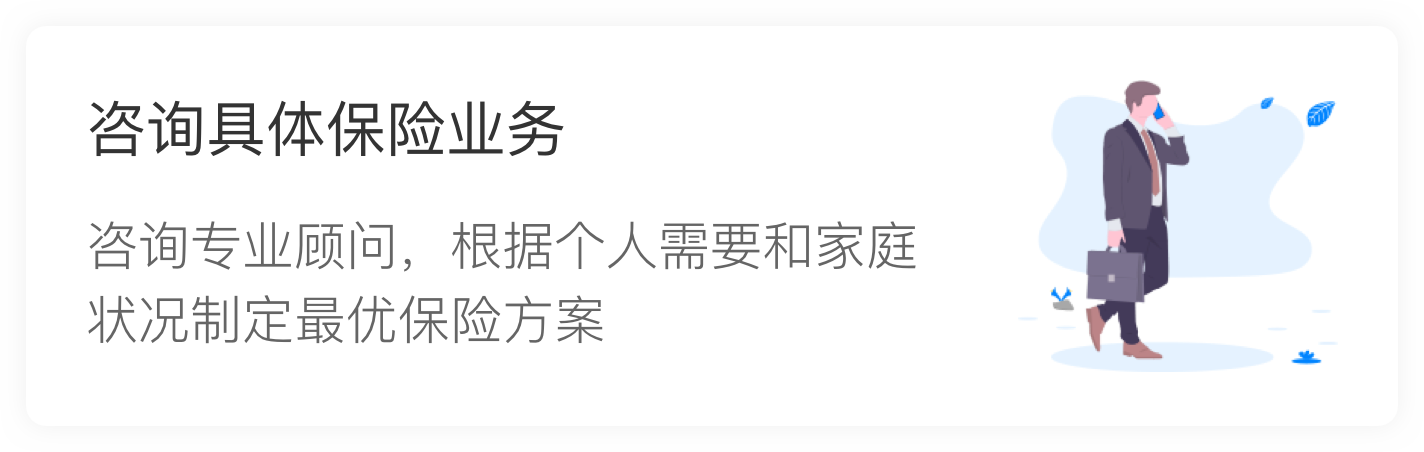 咨询具体保险业务
咨询专业顾问，根据个人需要和家庭
状况制定最优保险方案